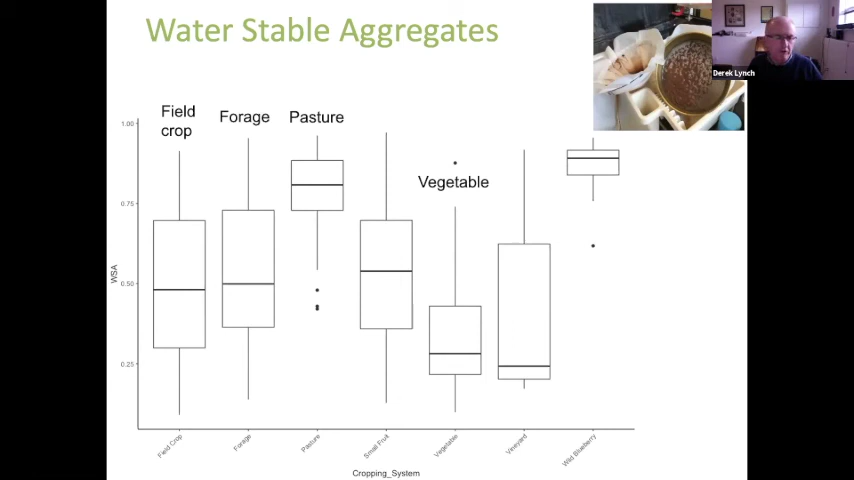 Water Stable Aggregates
Derek Lynch
Field
crop
Forage
Pasture
Vegetable
1.00
0.75
0.50
0.25
WSA
Field Crop
Forage
Pasture
Small Fruit
Vegetable
Vineyard
Wild Blueberry
Cropping_System